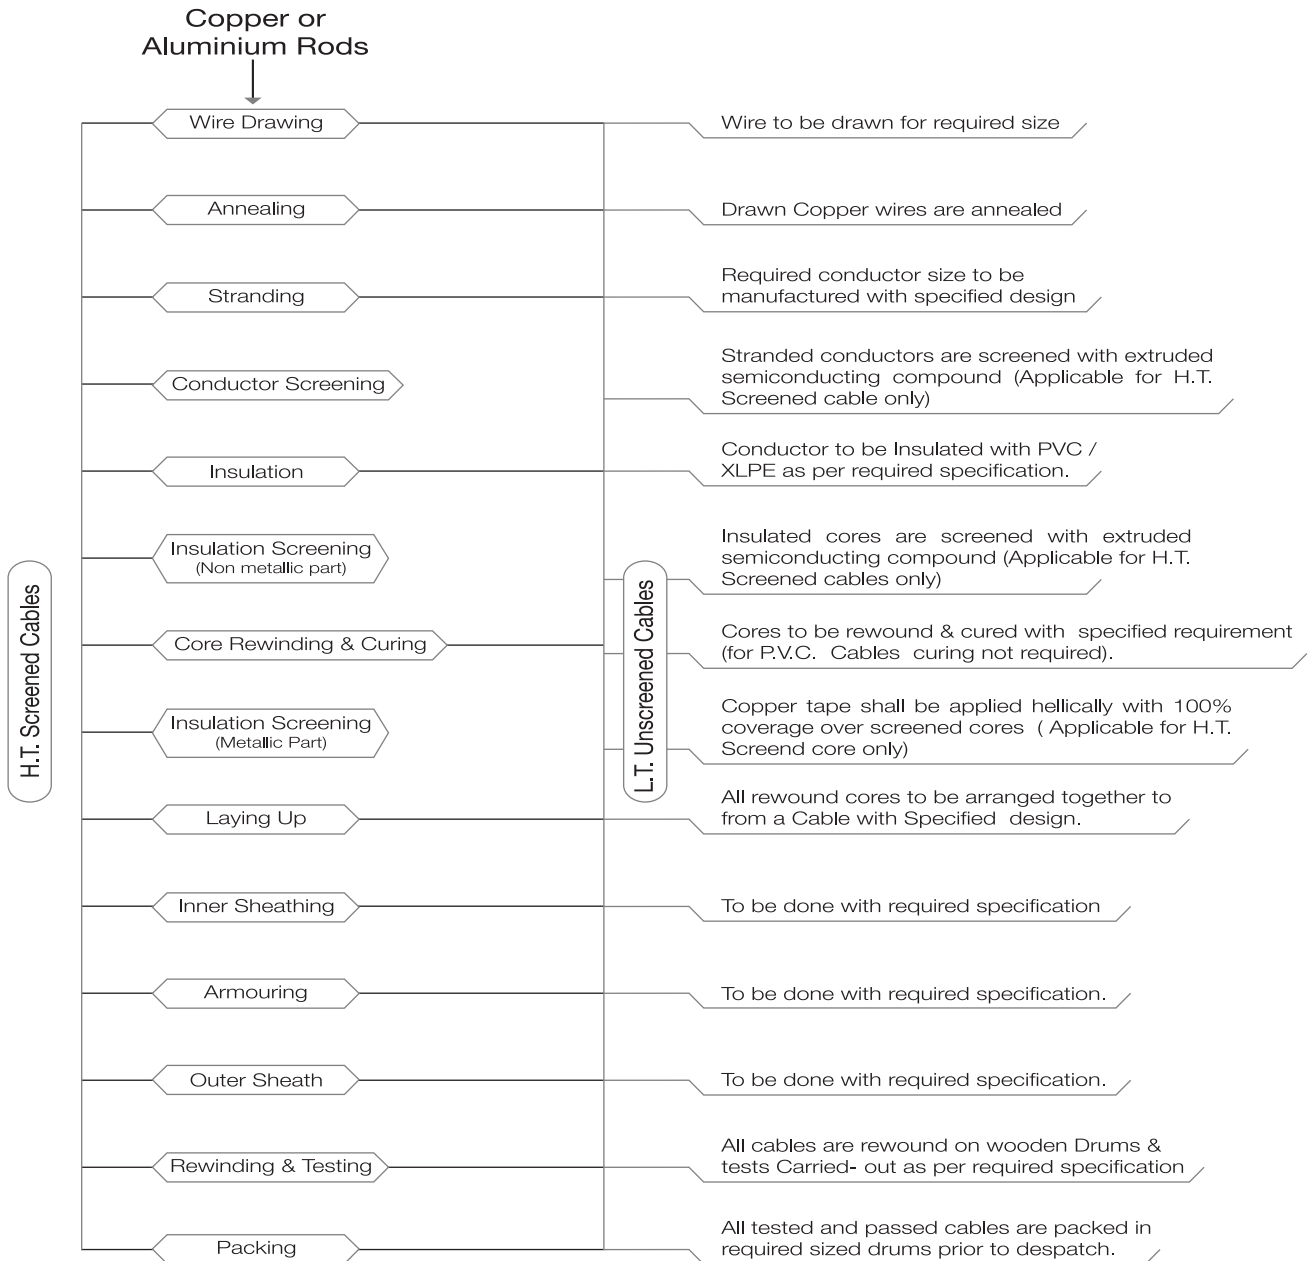 Copper or
Aluminium Rods
Wire Drawing
Wire to be drawn for required size
Annealing
Drawn Copper wires are annealed
Stranding
Required conductor size to be
manufactured with specified design
Conductor Screening
Stranded conductors are screened with extruded
semiconducting compound (Applicable for H.T.
Screened cable only)
Insulation
Conductor to be Insulated with PVC /
XLPE as per required specification.
Insulation Screening
(Non metallic part)
Insulated cores are screened with extruded
semiconducting compound (Applicable for H.T.
Screened cables only)
H.T. Screened Cables
L.T. Unscreened Cables
Core Rewinding & Curing
Cores to be rewound & cured with specified requirement
(for P.V.C. Cables curing not required).
Insulation Screening
(Metallic Part)
Copper tape shall be applied hellically with 100%
coverage over screened cores ( Applicable for H.T.
Screend core only)
Laying Up
All rewound cores to be arranged together to
from a Cable with Specified design.
Inner Sheathing
To be done with required specification
Armouring
To be done with required specification.
Outer Sheath
To be done with required specification.
Rewinding & Testing
All cables are rewound on wooden Drums &
tests Carried- out as per required specification
Packing
All tested and passed cables are packed in
required sized drums prior to despatch.